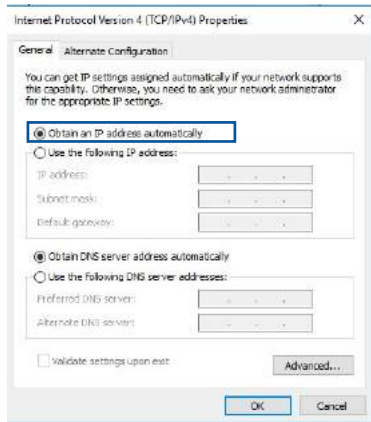 Internet Protocol Version 4 (TCP/IPv4) Properties
General Alternate Configuration
You can get IP settings assigned automatically if your network supports
this capability. Otherwise, you need to ask your network administrator
for the appropriate IP settings.
Obtain an IP address automatically
Use the following IP address:
IP address:
Subnet mask:
Default gateway:
Obtain DNS server address automatically
Use the following DNS server addresses:
Preferred DNS server:
Alternate DNS server:
Validate settings upon exit
Advanced...
OK Cancel